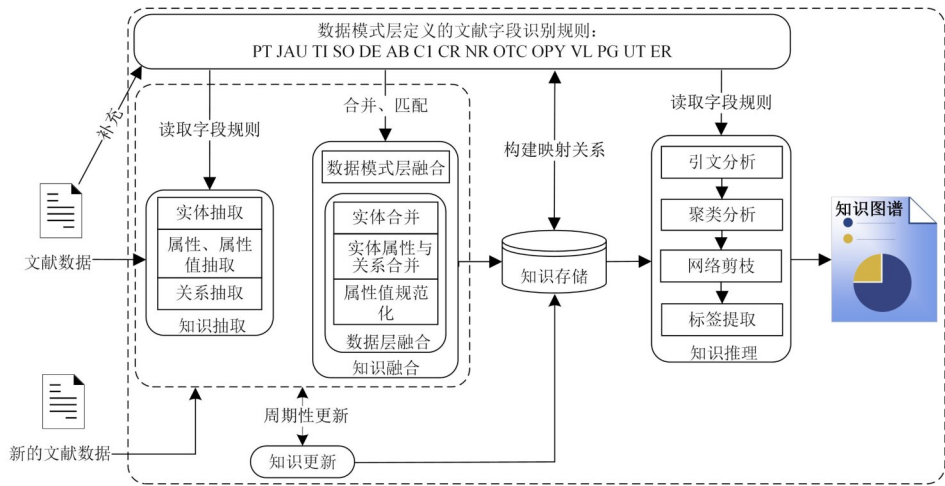 数据模式层定义的文献字段识别规则：
PT JAU TI SO DE AB C1 CR NR OTC OPY VL PG UT ER
补充
读取字段规则
合并、匹配
构建映射关系
读取字段规则
文献数据
实体抽取
属性、属性
值抽取
关系抽取
知识抽取
数据模式层融合
实体合并
实体属性与
关系合并
属性值规范
化
数据层融合
知识融合
知识存储
引文分析
聚类分析
网络剪枝
标签提取
知识推理
知识图谱
新的文献数据
周期性更新
知识更新